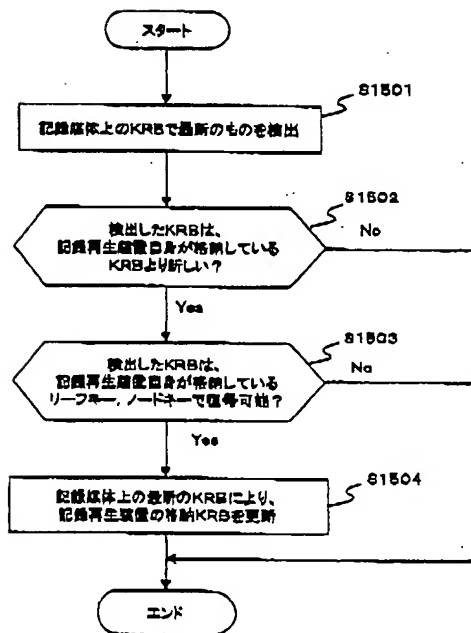 スタート
S1501
記録媒体上のKRBで最新のものを検出
S1502
検出したKRBは、
記録再生装置自身が格納している
KRBより新しい?
No
Yes
S1503
検出したKRBは、
記録再生装置自身が格納している
リーフキー,ノードキーで復号可能?
No
Yes
S1504
記録媒体上の最新のKRBにより、
記録再生装置の格納KRBを更新
エンド